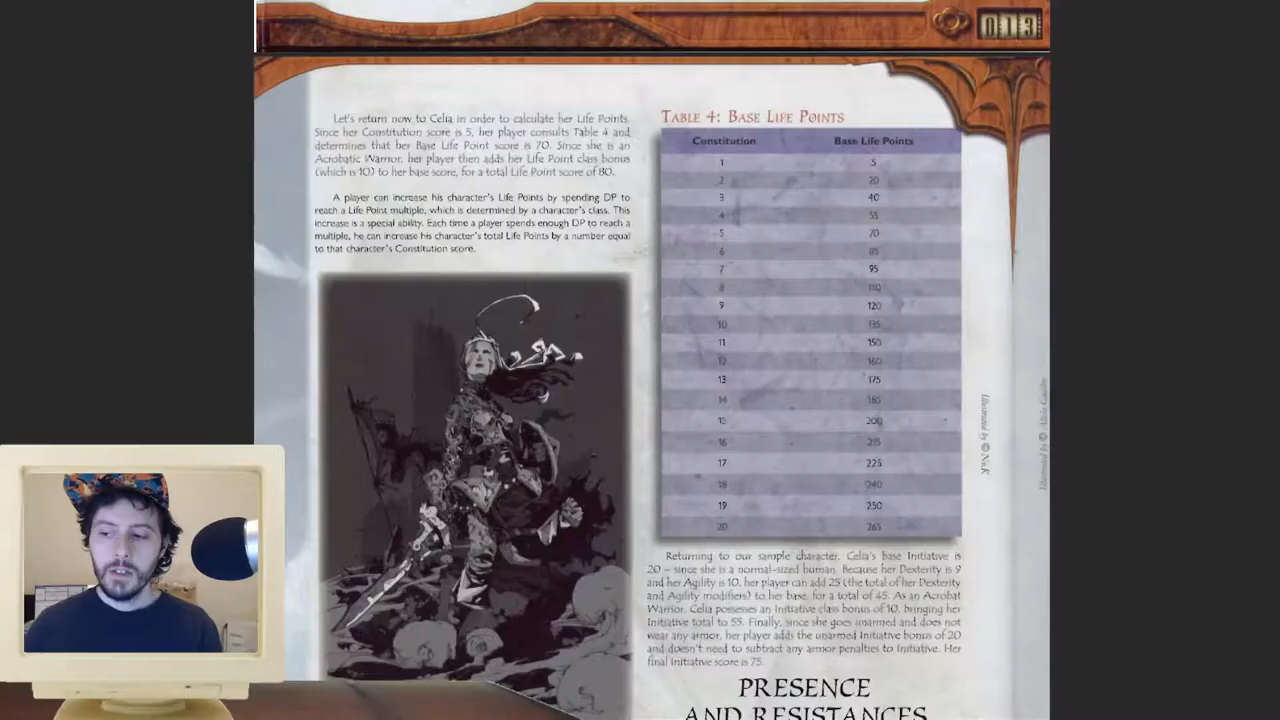 013
Let's return now to Celia in order to calculate her Life Points.
Since her Constitution score is 5, her player consults Table 4 and
determines that her Base Life Point score is 70. Since she is an
Acrobatic Warrior, her player then adds her Life Point class bonus
(which is 10) to her base score, for a total Life Point score of 80.
A player can increase his character's Life Points by spending DP to
reach a Life Point multiple, which is determined by a character's class. This
increase is a special ability. Each time a player spends enough DP to reach a
multiple, he can increase his character's total Life Points by a number equal
to that character's Constitution score.
TABLE 4: BASE LIFE POINTS
Constitution Base Life Points
1 5
2 20
3 40
4 55
5 70
6 85
7 95
8 110
9 120
10 135
11 150
12 160
13 175
14 185
15 200
16 215
17 225
18 240
19 250
20 265
Illustrated by © NeK
Returning to our sample character, Celia's base Initiative is
20 – since she is a normal-sized human. Because her Dexterity is 9
and her Agility is 10, her player can add 25 (the total of her Dexterity
and Agility modifiers) to her base, for a total of 45. As an Acrobat
Warrior, Celia possesses an Initiative class bonus of 10, bringing her
Initiative total to 55. Finally, since she goes unarmed and does not
wear any armor, her player adds the unarmed Initiative bonus of 20
and doesn't need to subtract any armor penalties to Initiative. Her
final Initiative score is 75.
PRESENCE
AND RESISTANCES